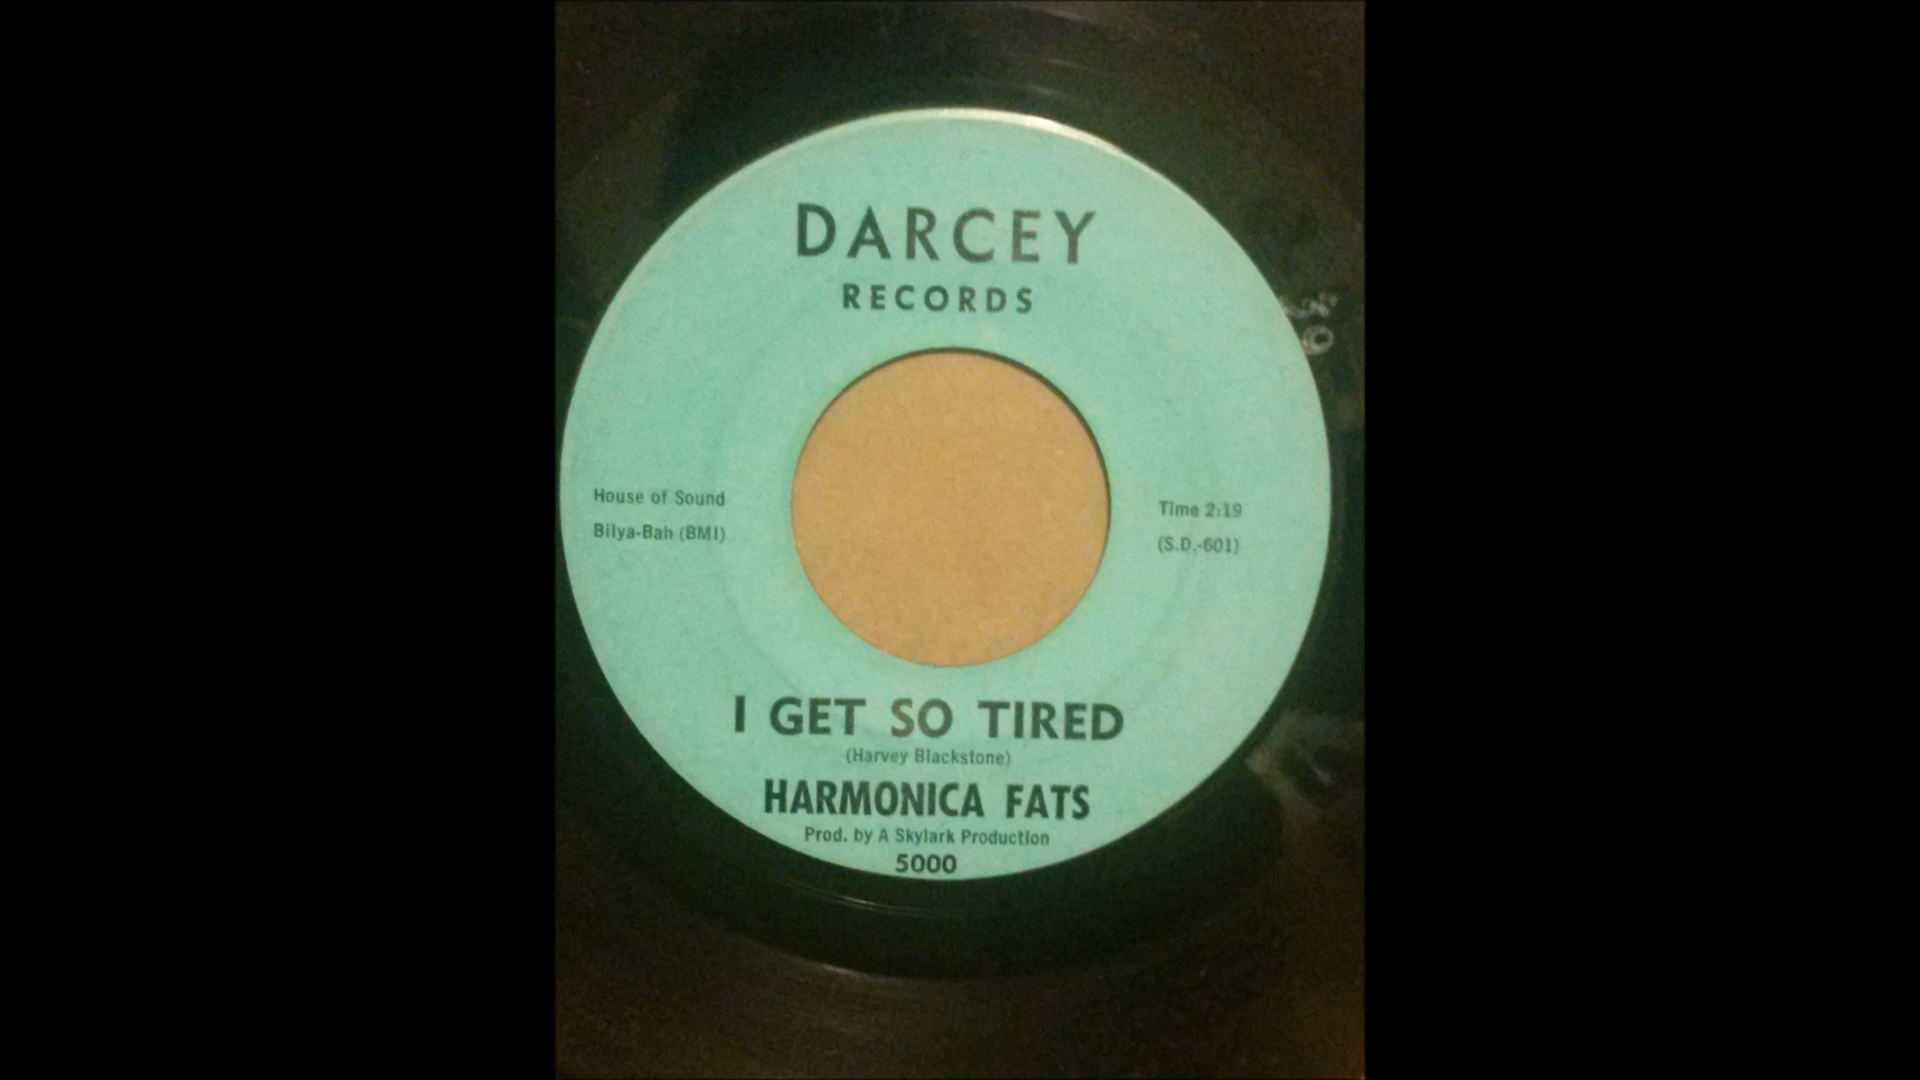 DARCEY
RECORDS
House of Sound
Bilya-Bah (BMI)
Time 2:19
(S.D.-601)
I GET SO TIRED
(Harvey Blackstone)
HARMONICA FATS
Prod. by A Skylark Production
5000